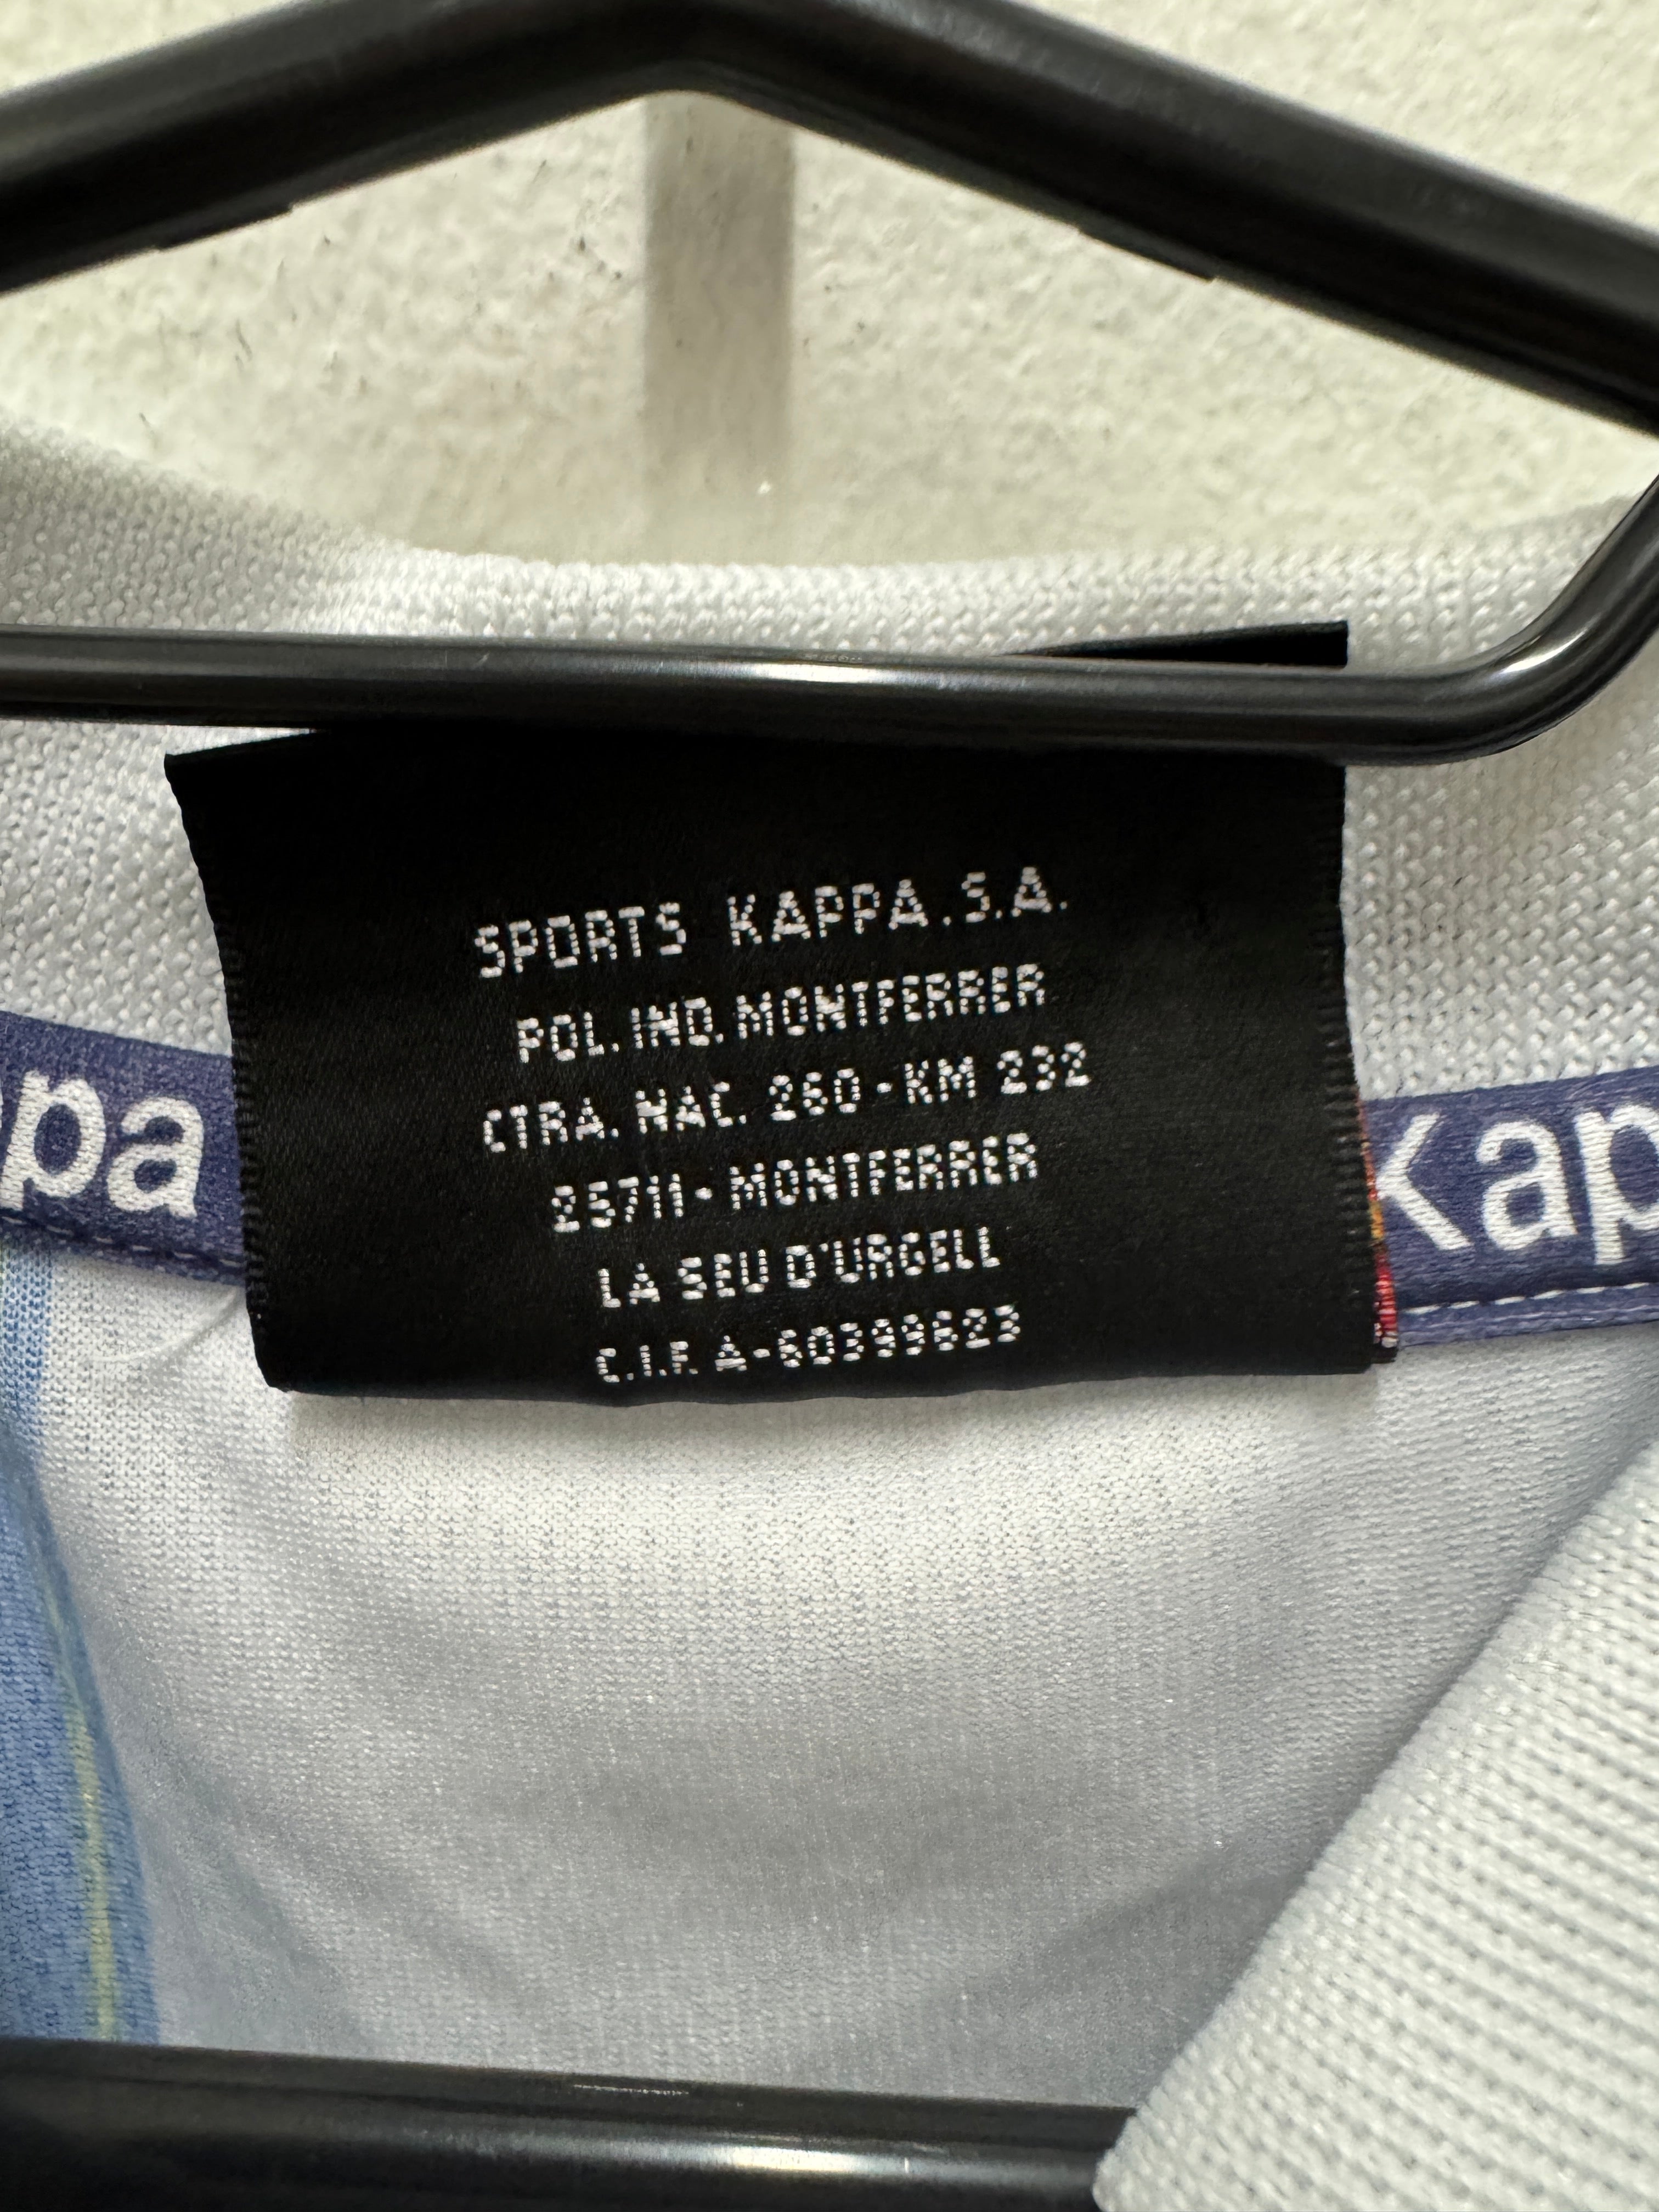 SPORTS KAPPA.S.A.
POL.IND.MONTFERRER
CTRA. NAC. 260-KM 232
25711-MONTFERRER
LA SEU D'URGELL
C.I.F. A-60399623
pa
Kap